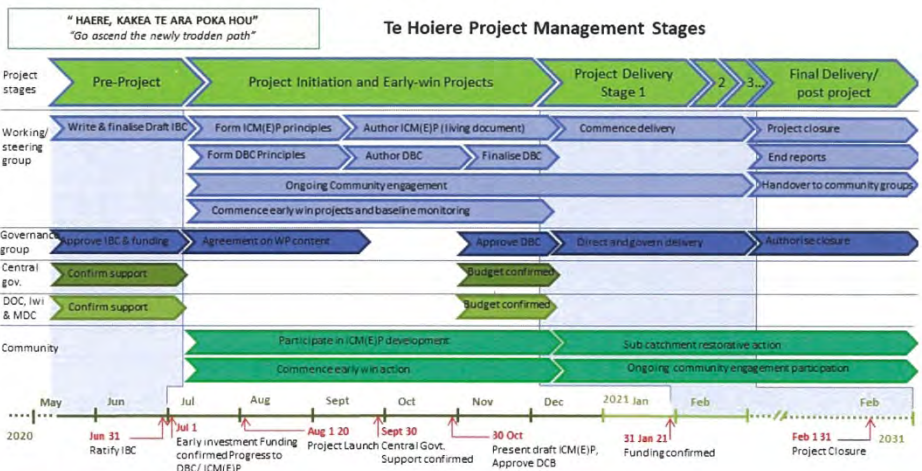 “ HAERE, KAKEA TE ARA POKA HOU”
“Go ascend the newly trodden path”
Te Hoiere Project Management Stages
Project stages
Pre-Project
Project Initiation and Early-win Projects
Project Delivery Stage 1
2
3...
Final Delivery/ post project
Working/ steering group
Write & finalise Draft IBC
Form ICM(E)P principles
Author ICM(E)P (living document)
Commence delivery
Project closure
Form DBC Principles
Author DBC
Finalise DBC
End reports
Ongoing Community engagement
Handover to community groups
Commence early win projects and baseline monitoring
Governance group
Approve IBC & funding
Agreement on WP content
Approve DBC
Direct and govern delivery
Authorise closure
Central gov.
Confirm support
Budget confirmed
DOC, Iwi & MDC
Confirm support
Budget confirmed
Community
Participate in ICM(E)P development
Sub catchment restorative action
Commence early win action
Ongoing community engagement participation
May
Jun
Jul
Aug
Sept
Oct
Nov
Dec
2021 Jan
Feb
Feb
2020
2031
Jun 31
Ratify IBC
Jul 1
Early investment Funding
confirmed Progress to
DBC/ ICM(E)P
Aug 1 20
Project Launch
Sept 30
Central Govt.
Support confirmed
30 Oct
Present draft ICM(E)P,
Approve DCB
31 Jan 21
Funding confirmed
Feb 1 31
Project Closure